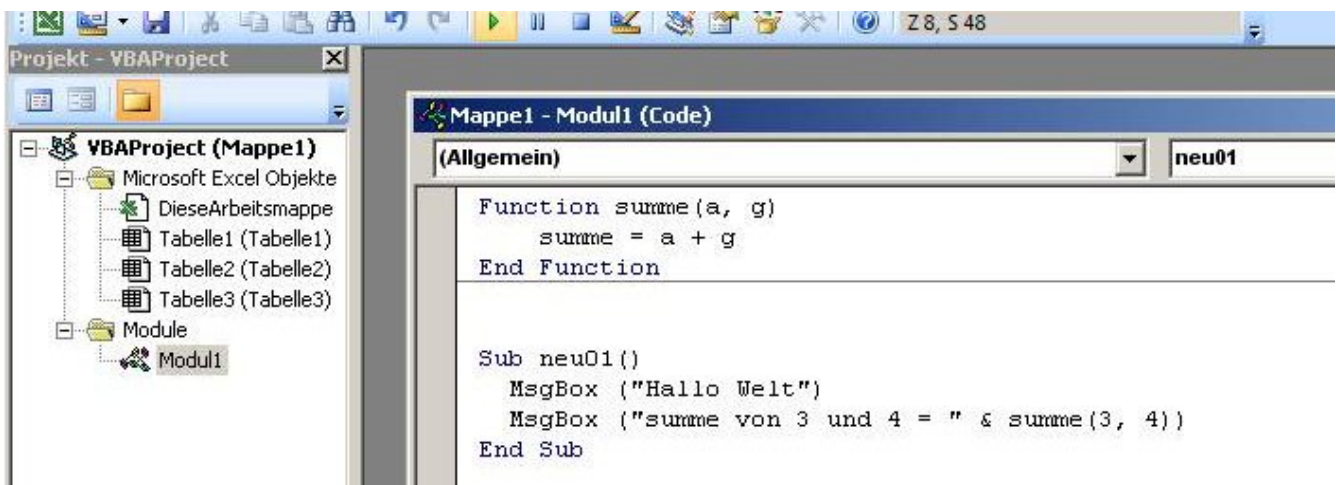 Z 8, S 48
Projekt - VBAProject
VBAProject (Mappe1)
Microsoft Excel Objekte
DieseArbeitsmappe
Tabelle1 (Tabelle1)
Tabelle2 (Tabelle2)
Tabelle3 (Tabelle3)
Module
Modul1
Mappe1 - Modul1 (Code)
(Allgemein)
neu01
Function summe(a, g)
summe = a + g
End Function
Sub neu01()
MsgBox ("Hallo Welt")
MsgBox ("summe von 3 und 4 = " & summe(3, 4))
End Sub